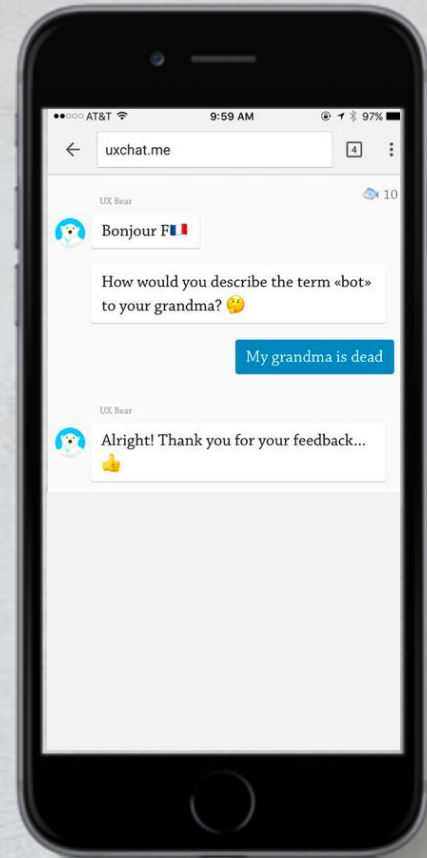 ●●○○○ AT&T 9:59 AM 97%
uxchat.me 4
🐟 10
UX Bear
Bonjour F🇫🇷
How would you describe the term «bot»
to your grandma? 🤔
My grandma is dead
UX Bear
Alright! Thank you for your feedback...
👍